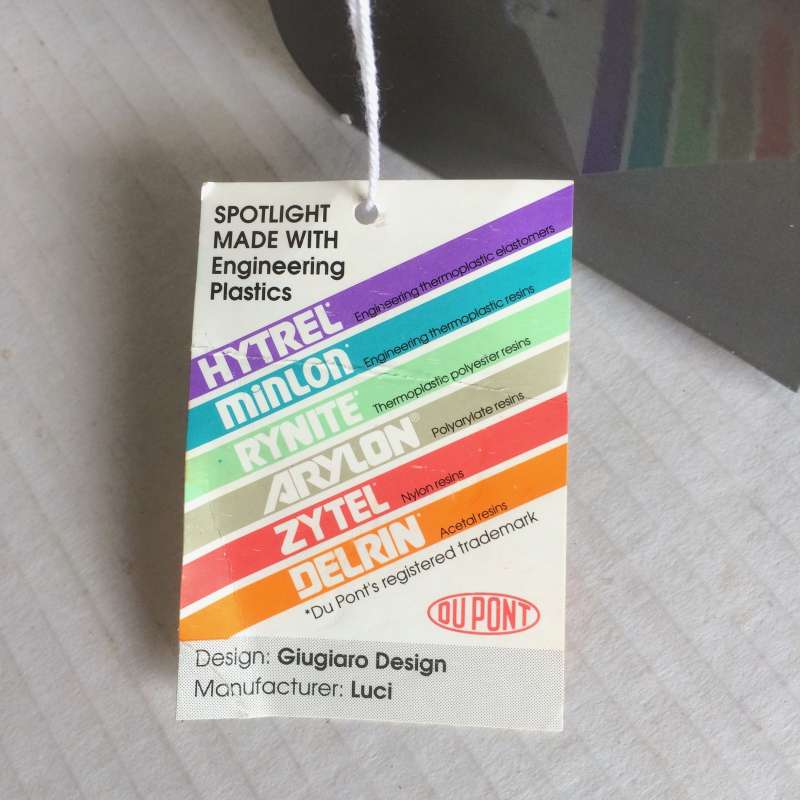 SPOTLIGHT
MADE WITH
Engineering
Plastics
HYTREL* Engineering thermoplastic elastomers
MINLON* Engineering thermoplastic resins
RYNITE* Thermoplastic polyester resins
ARYLON® Polyarylate resins
ZYTEL* Nylon resins
DELRIN* Acetal resins
*Du Pont's registered trademark
DU PONT
Design: Giugiaro Design
Manufacturer: Luci